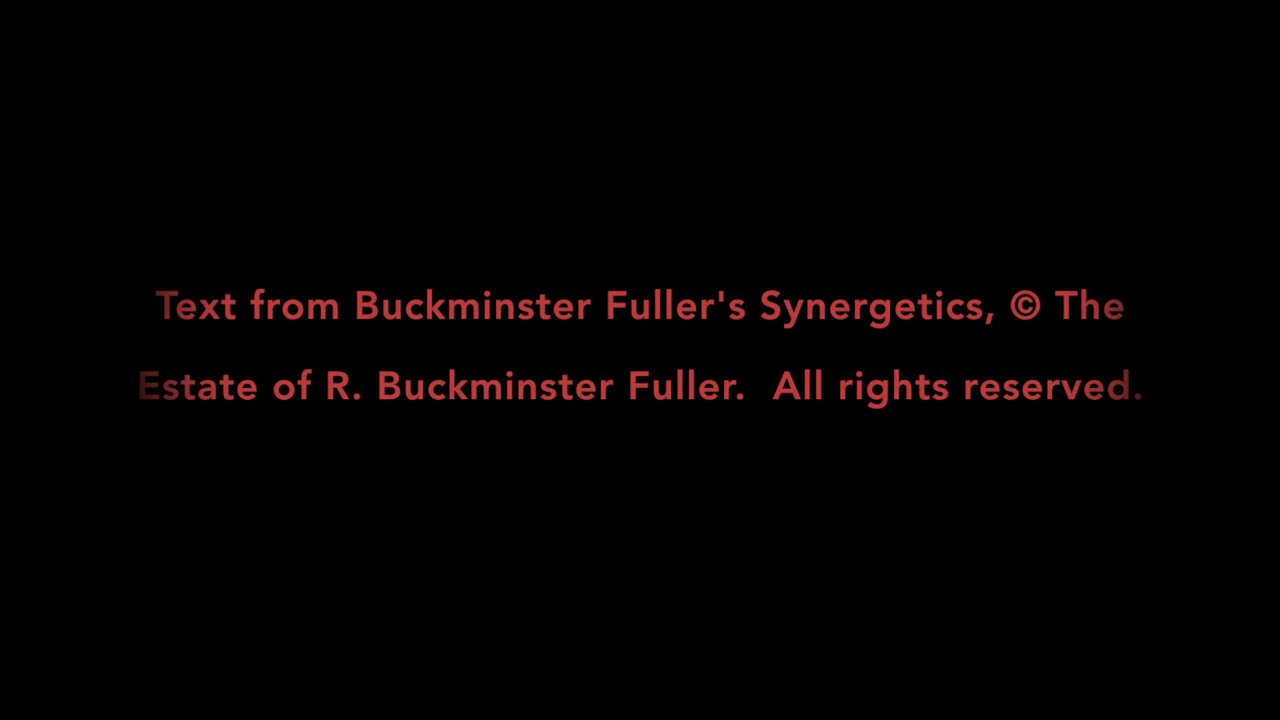 Text from Buckminster Fuller's Synergetics, © The
Estate of R. Buckminster Fuller.  All rights reserved.